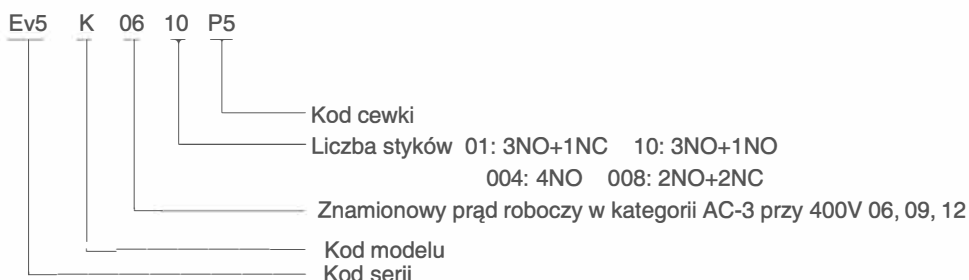 Ev5 K 06 10 P5
Kod cewki
Liczba styków 01: 3NO+1NC 10: 3NO+1NO
004: 4NO 008: 2NO+2NC
Znamionowy prąd roboczy w kategorii AC-3 przy 400V 06, 09, 12
Kod modelu
Kod serii